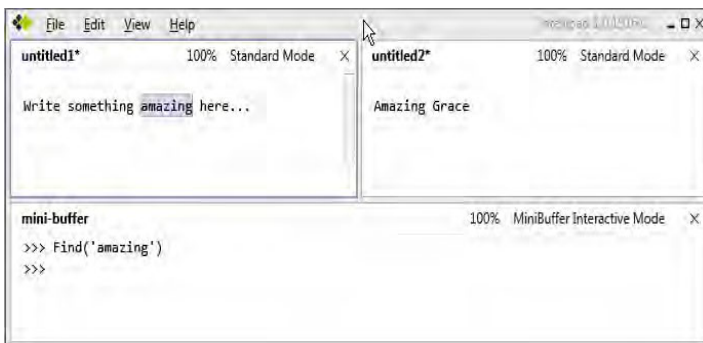 File Edit View Help
untitled1* 100% Standard Mode X
Write something amazing here...
untitled2* 100% Standard Mode X
Amazing Grace
mini-buffer 100% MiniBuffer Interactive Mode X
>>> Find('amazing')
>>>